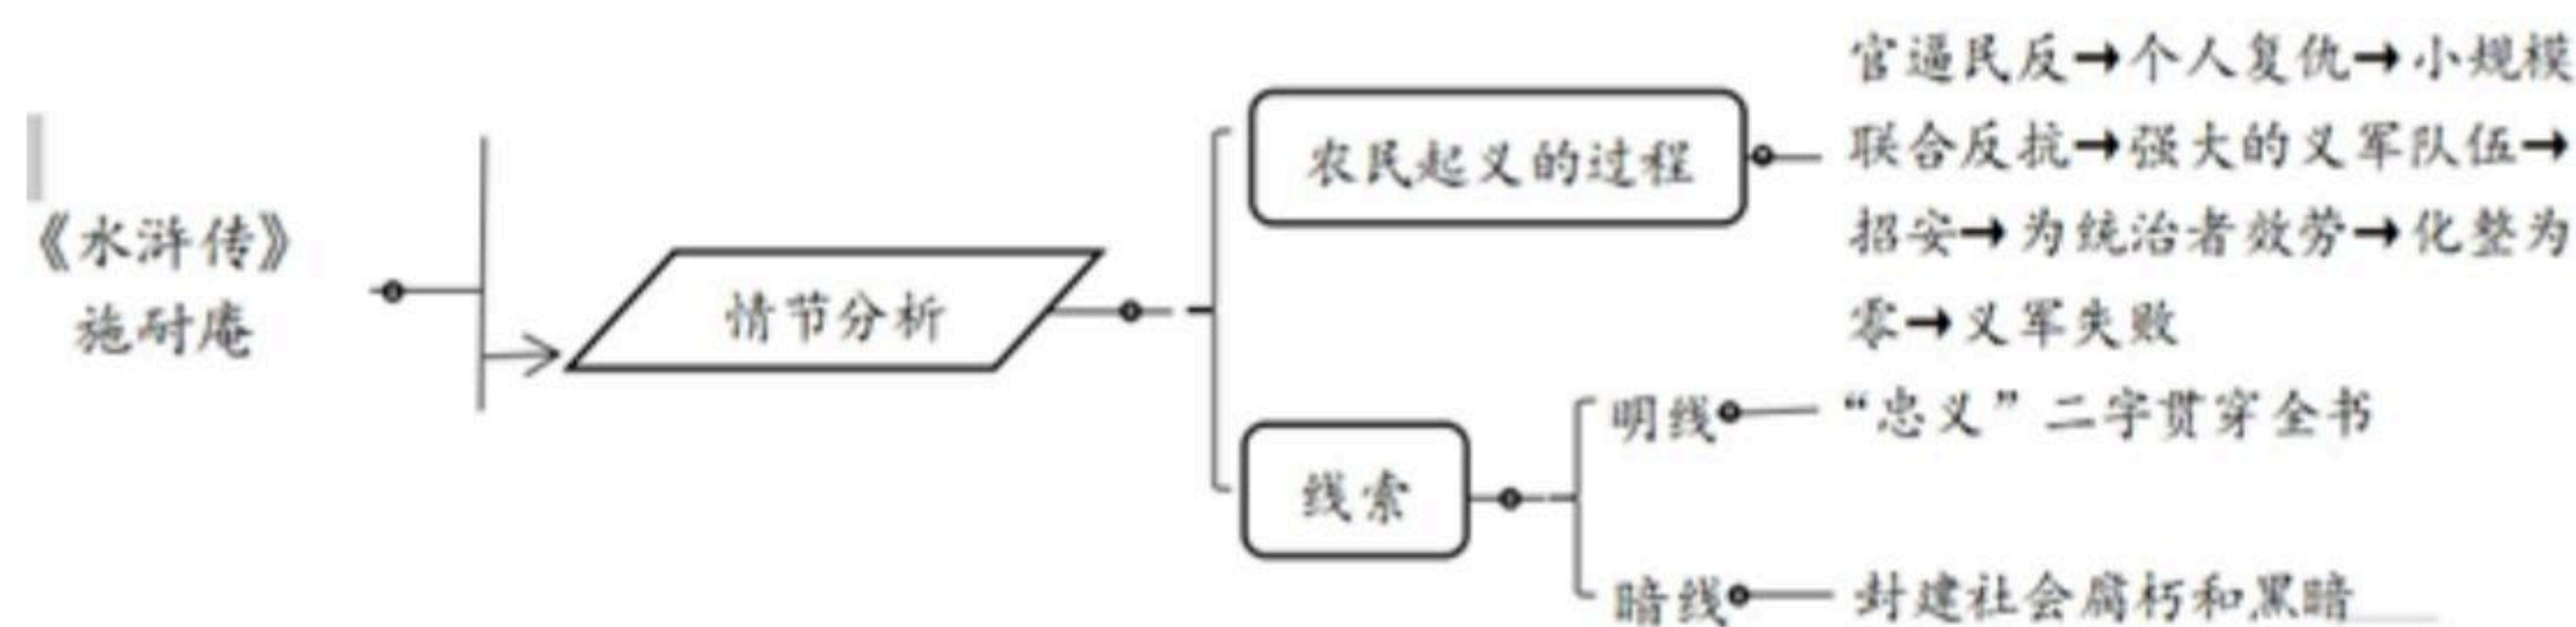 《水浒传》
施耐庵
情节分析
农民起义的过程
官逼民反→个人复仇→小规模
联合反抗→强大的义军队伍→
招安→为统治者效劳→化整为
零→义军失败
线索
明线
“忠义”二字贯穿全书
暗线
封建社会腐朽和黑暗